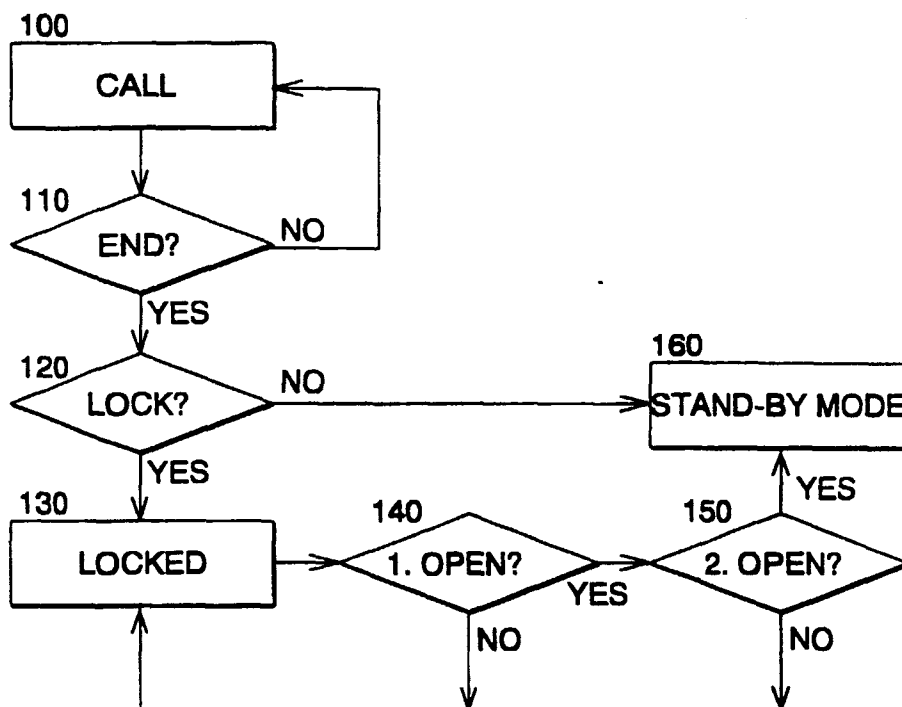 100
CALL
110
END?
NO
YES
120
LOCK?
NO
160
STAND-BY MODE
YES
YES
130
LOCKED
140
1. OPEN?
YES
150
2. OPEN?
NO
NO